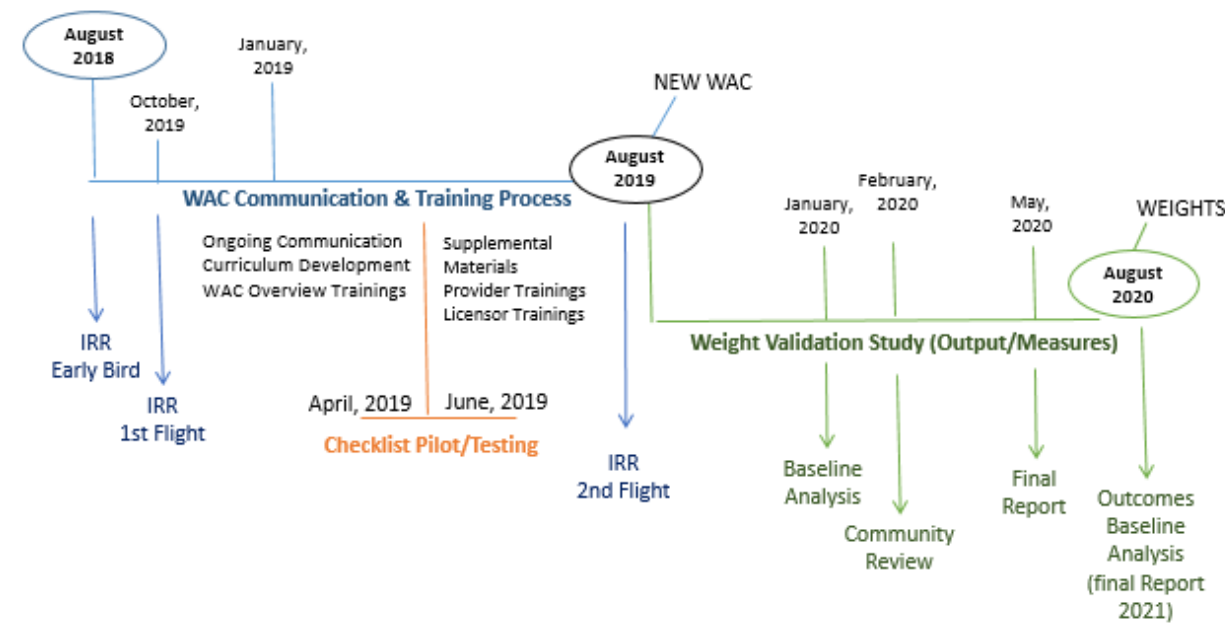 August
2018
October,
2019
January,
2019
NEW WAC
August
2019
WAC Communication & Training Process
Ongoing Communication
Curriculum Development
WAC Overview Trainings
Supplemental
Materials
Provider Trainings
Licensor Trainings
IRR
Early Bird
IRR
1st Flight
April, 2019
June, 2019
Checklist Pilot/Testing
IRR
2nd Flight
January,
2020
February,
2020
May,
2020
WEIGHTS
August
2020
Weight Validation Study (Output/Measures)
Baseline
Analysis
Community
Review
Final
Report
Outcomes
Baseline
Analysis
(final Report
2021)